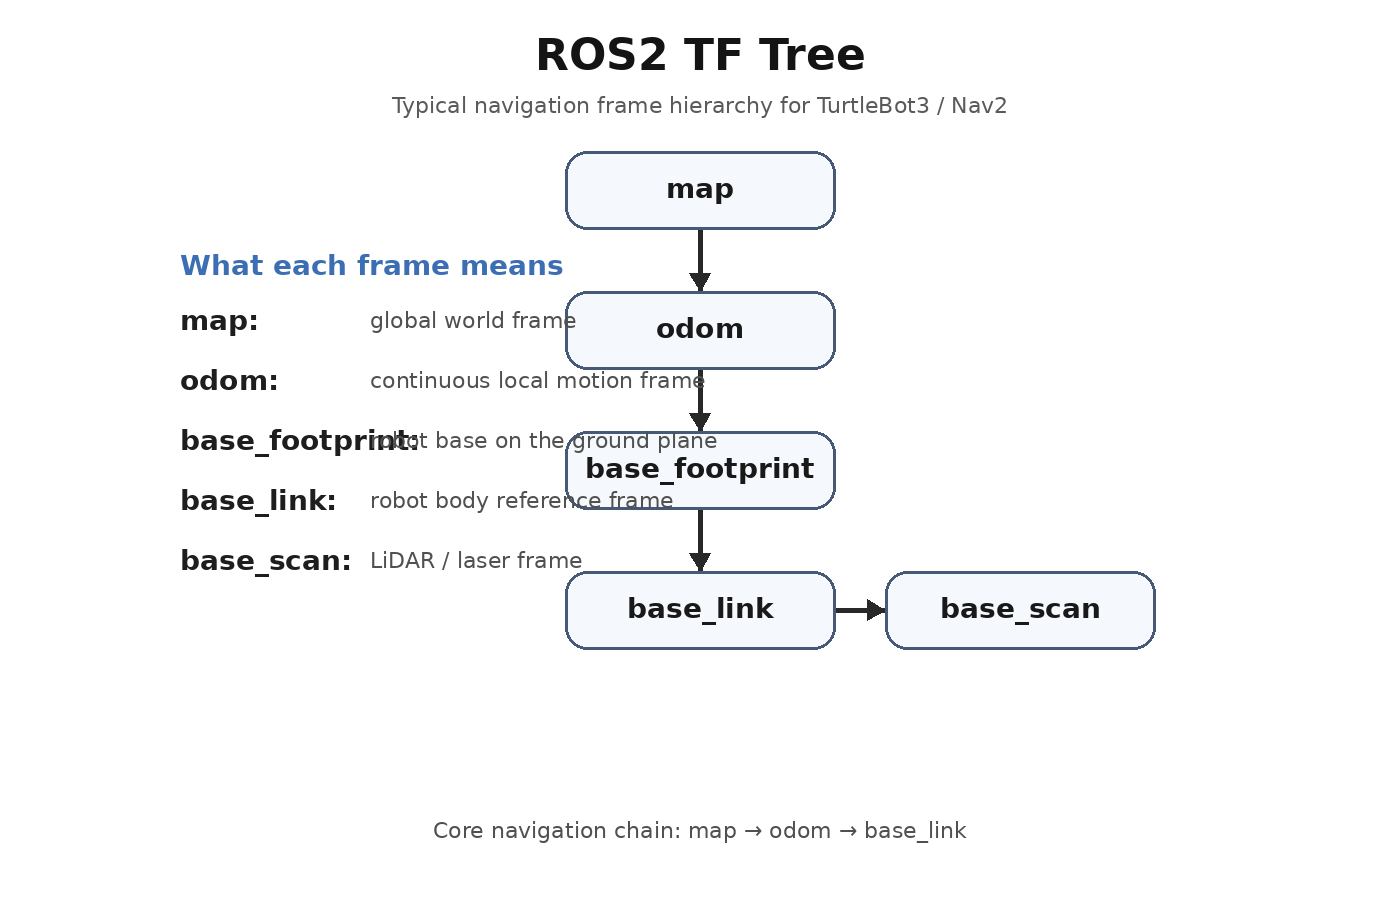 ROS2 TF Tree
Typical navigation frame hierarchy for TurtleBot3 / Nav2
map
What each frame means
map: global world frame
odom
odom: continuous local motion frame
base_footprint: robot base on the ground plane
base_footprint
base_link: robot body reference frame
base_scan: LiDAR / laser frame
base_link
base_scan
Core navigation chain: map → odom → base_link